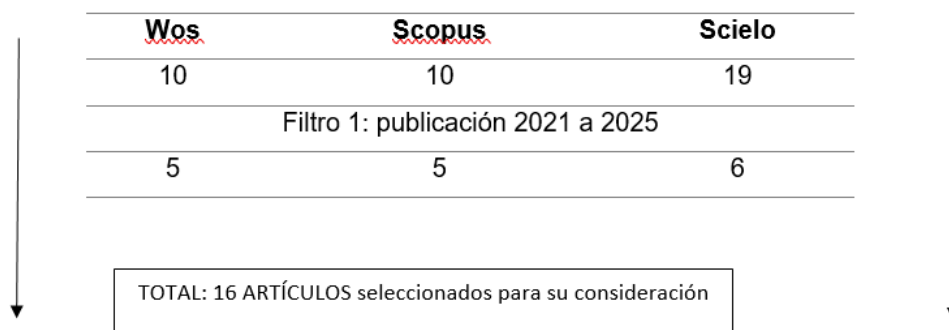 Wos Scopus Scielo
10 10 19
Filtro 1: publicación 2021 a 2025
5 5 6
TOTAL: 16 ARTÍCULOS seleccionados para su consideración